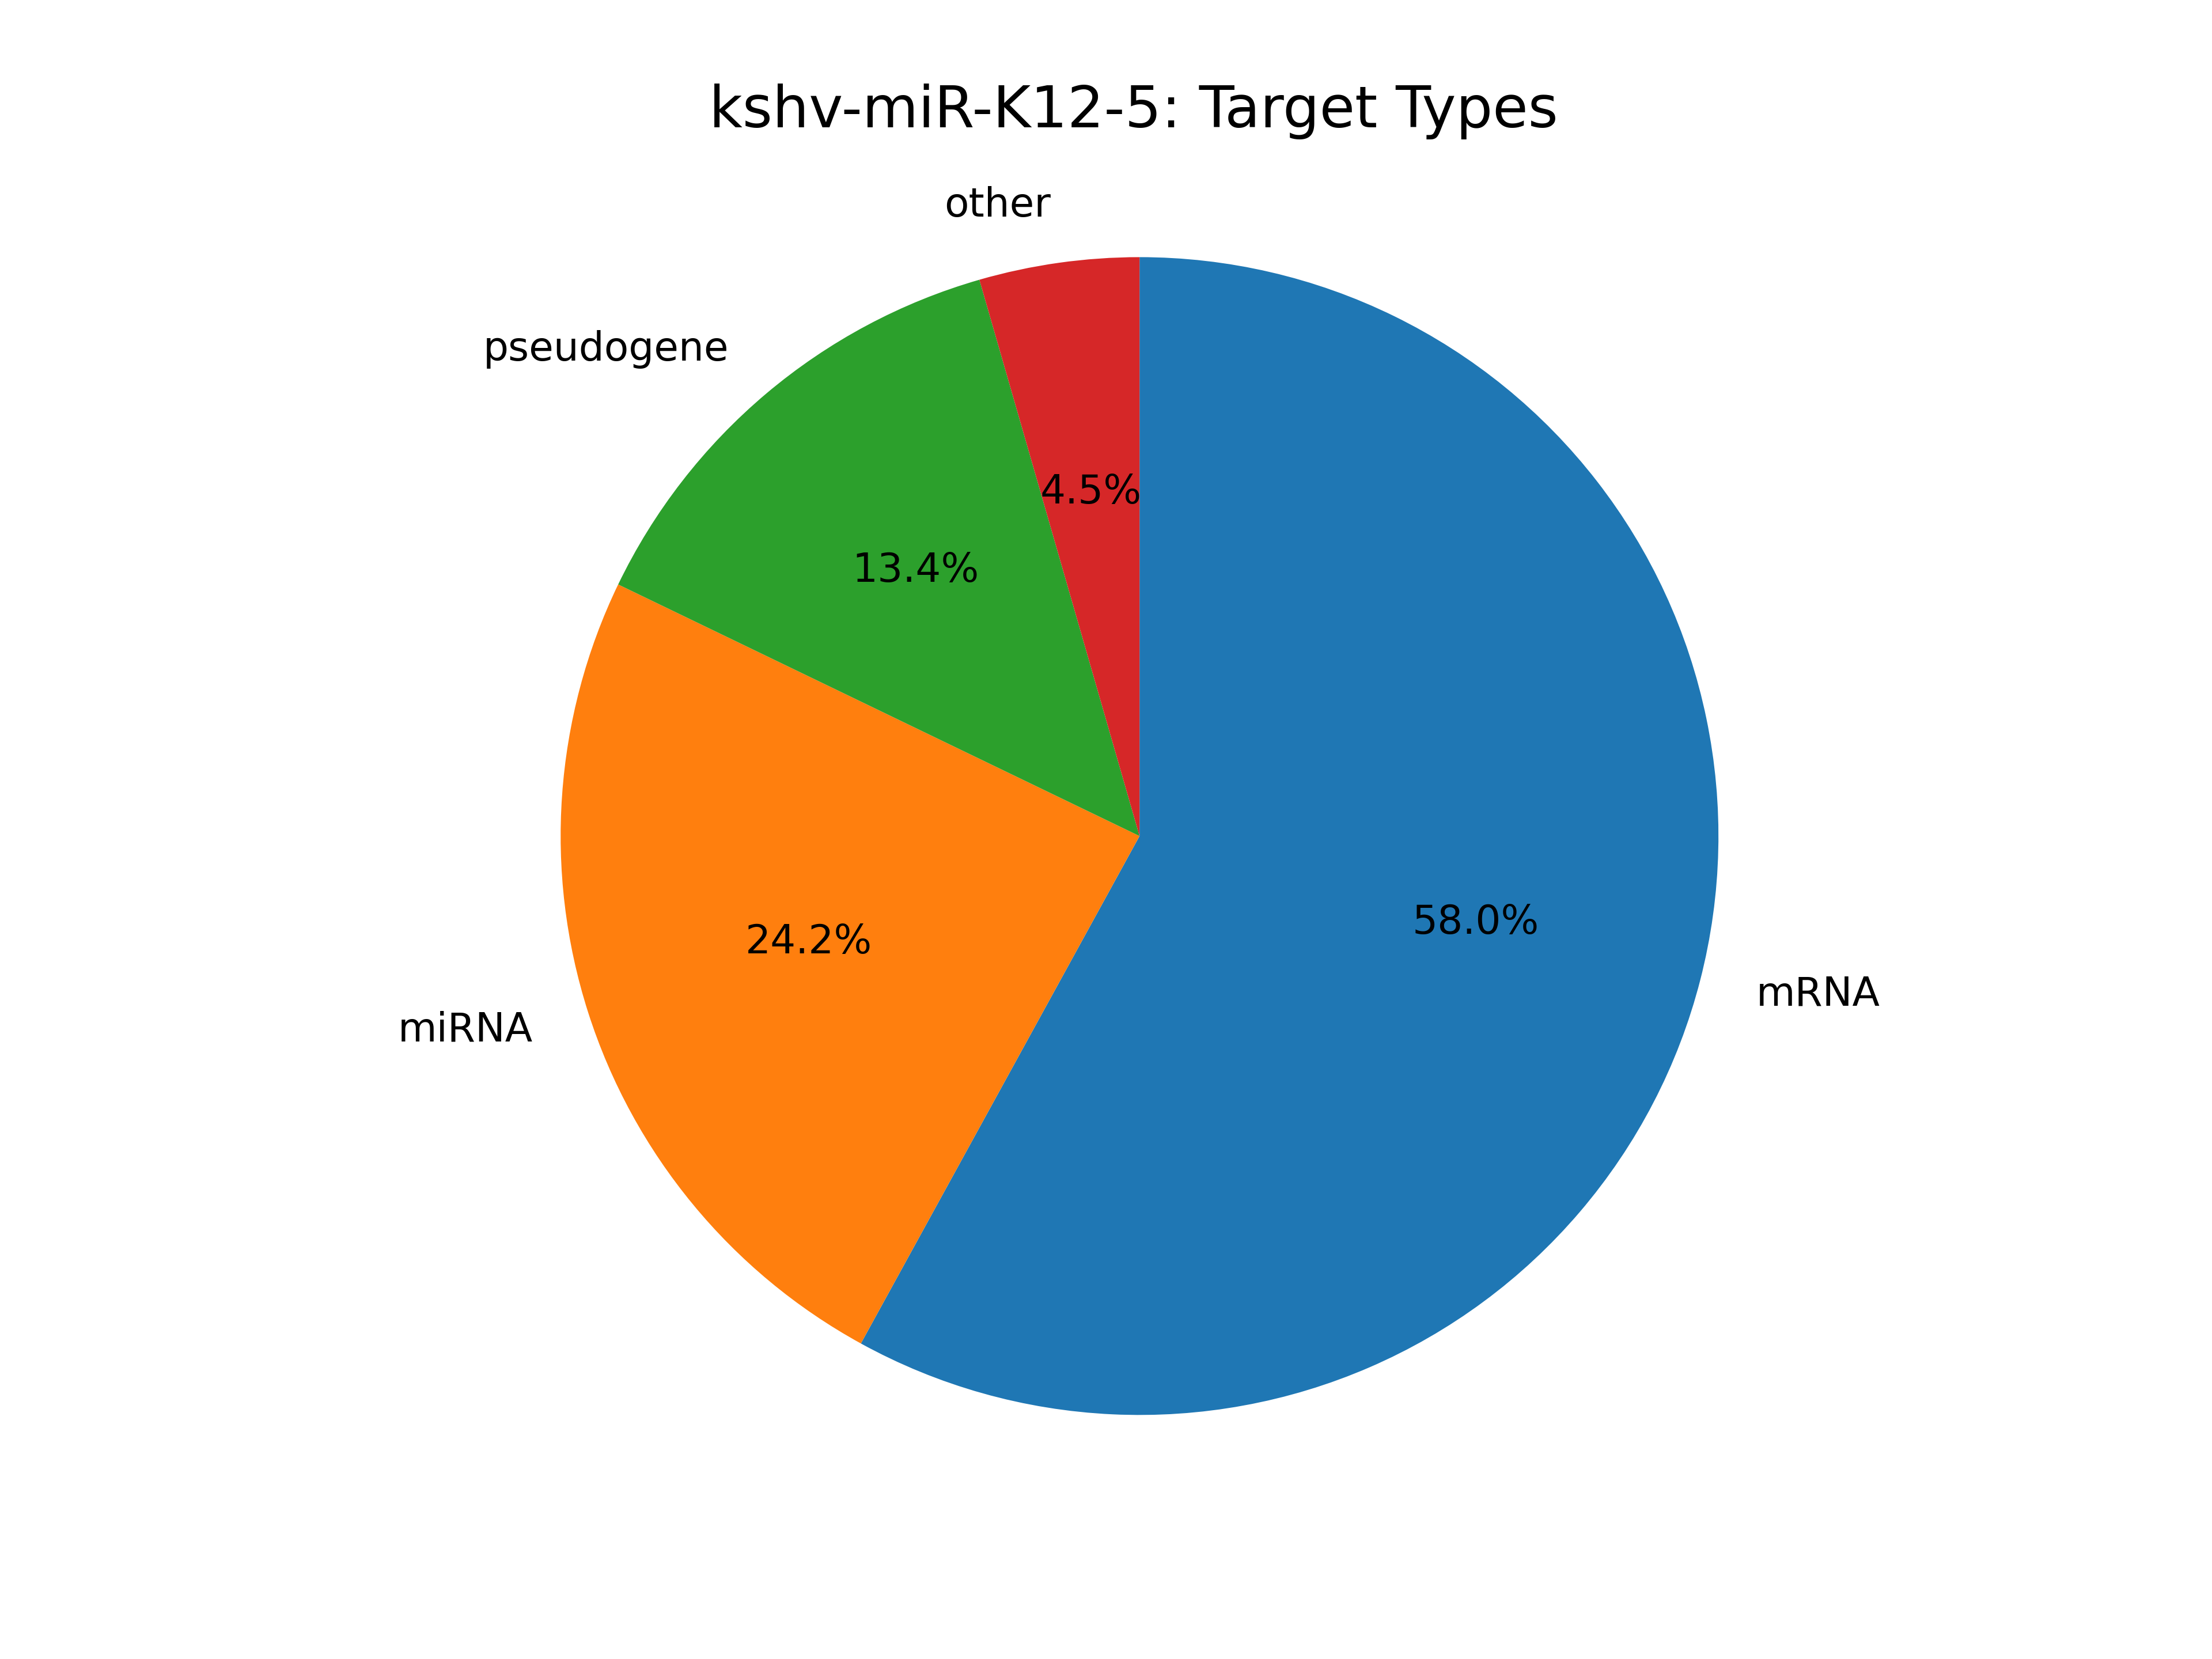 kshv-miR-K12-5: Target Types
other
pseudogene
4.5%
13.4%
58.0%
24.2%
mRNA
miRNA